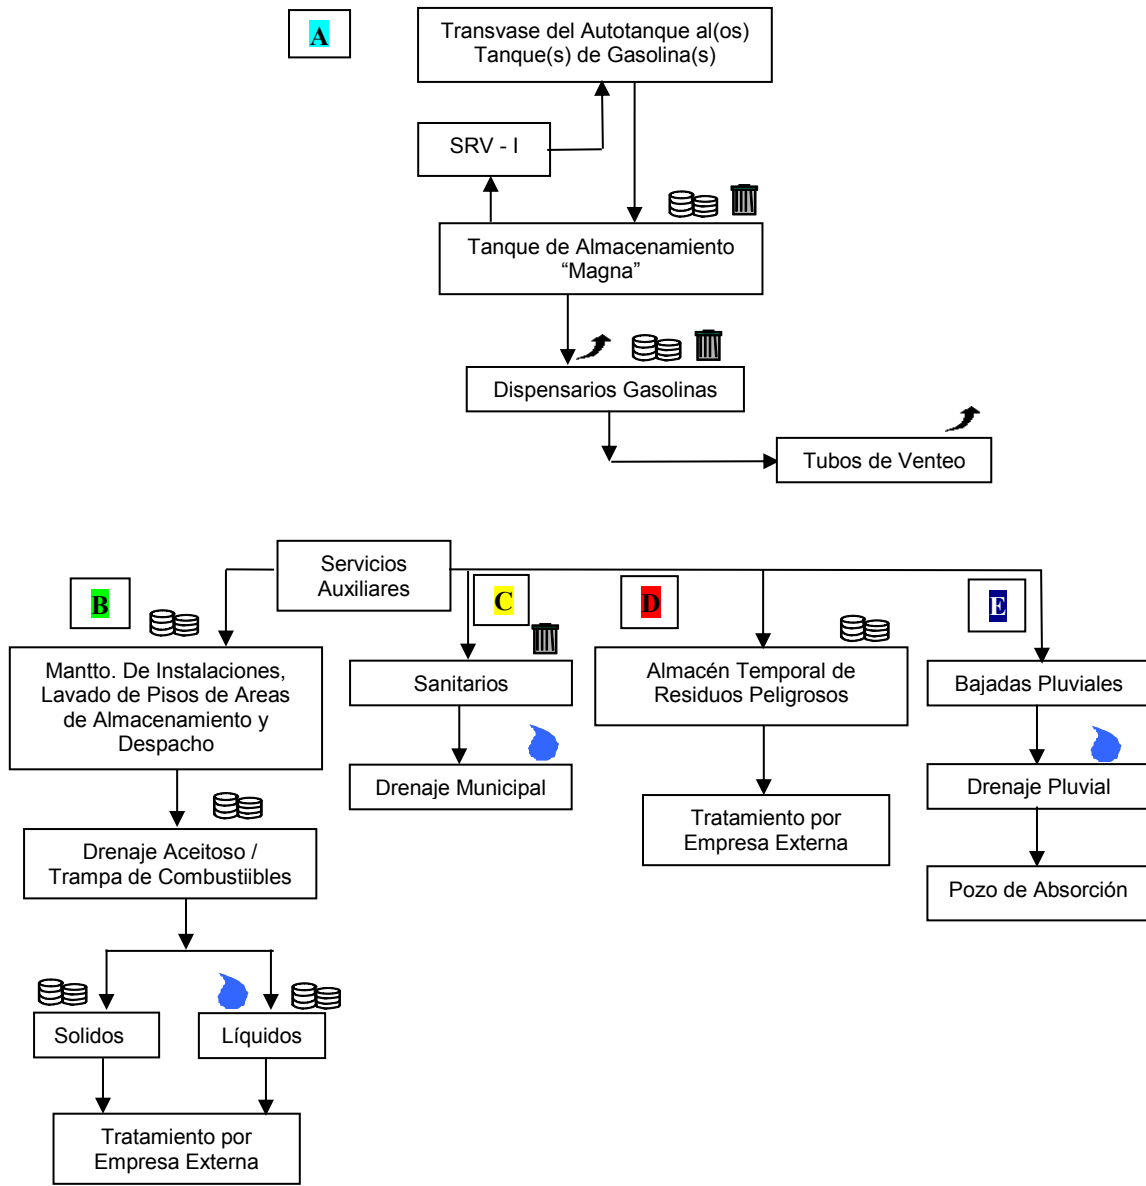 A
Transvase del Autotanque al(os)
Tanque(s) de Gasolina(s)
SRV - I
Tanque de Almacenamiento
“Magna”
Dispensarios Gasolinas
Tubos de Venteo
Servicios
Auxiliares
B
C
D
E
Mantto. De Instalaciones,
Lavado de Pisos de Areas
de Almacenamiento y
Despacho
Sanitarios
Almacén Temporal de
Residuos Peligrosos
Bajadas Pluviales
Drenaje Municipal
Drenaje Pluvial
Tratamiento por
Empresa Externa
Drenaje Aceitoso /
Trampa de Combustiibles
Pozo de Absorción
Solidos
Líquidos
Tratamiento por
Empresa Externa